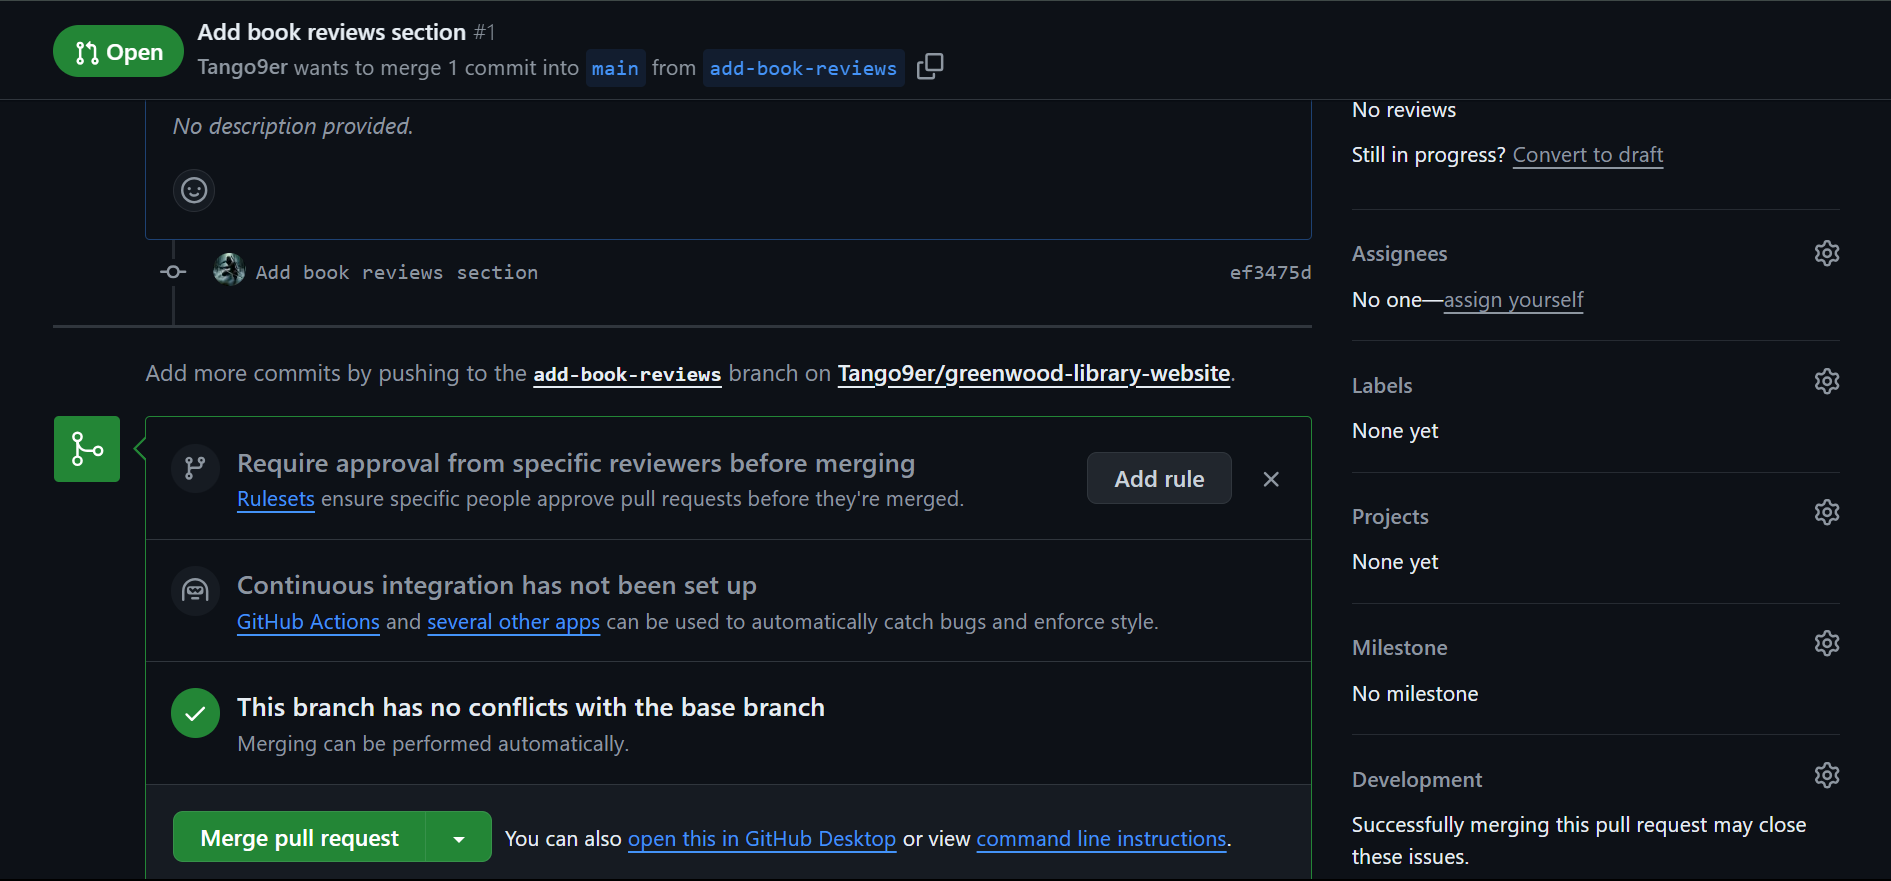 Open
Add book reviews section #1
Tango9er wants to merge 1 commit into main from add-book-reviews
No description provided.
Add book reviews section ef3475d
Add more commits by pushing to the add-book-reviews branch on Tango9er/greenwood-library-website.
Require approval from specific reviewers before merging
Rulesets ensure specific people approve pull requests before they're merged.
Add rule
Continuous integration has not been set up
GitHub Actions and several other apps can be used to automatically catch bugs and enforce style.
This branch has no conflicts with the base branch
Merging can be performed automatically.
Merge pull request
You can also open this in GitHub Desktop or view command line instructions.
No reviews
Still in progress? Convert to draft
Assignees
No one—assign yourself
Labels
None yet
Projects
None yet
Milestone
No milestone
Development
Successfully merging this pull request may close
these issues.